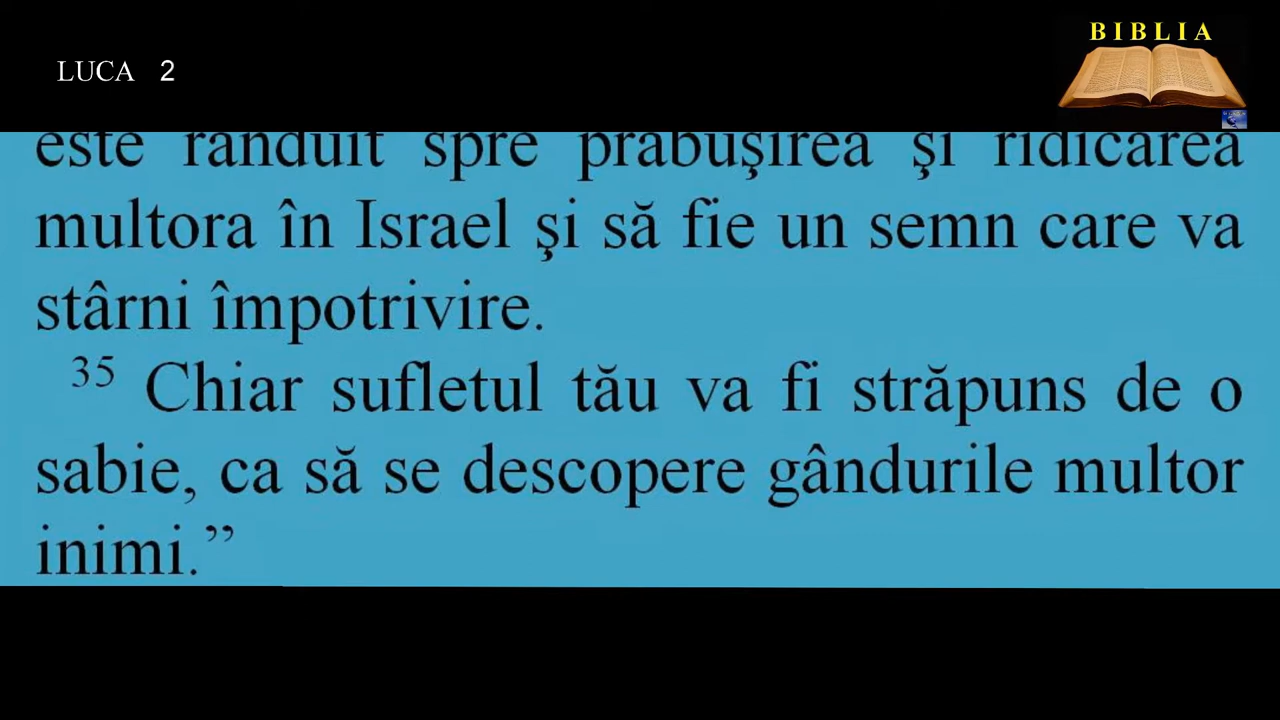 BIBLIA
LUCA 2
este rânduit spre prăbuşirea şi ridicarea
multora în Israel şi să fie un semn care va
stârni împotrivire.
35 Chiar sufletul tău va fi străpuns de o
sabie, ca să se descopere gândurile multor
inimi.”